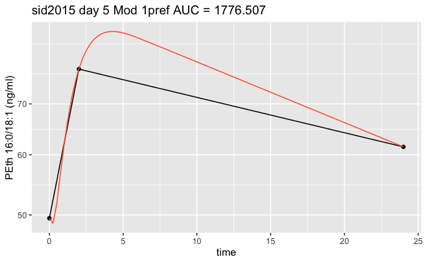 sid2015 day 5 Mod 1pref AUC = 1776.507
PEth 16:0/18:1 (ng/ml)
70
60
50
0 5 10 15 20 25
time